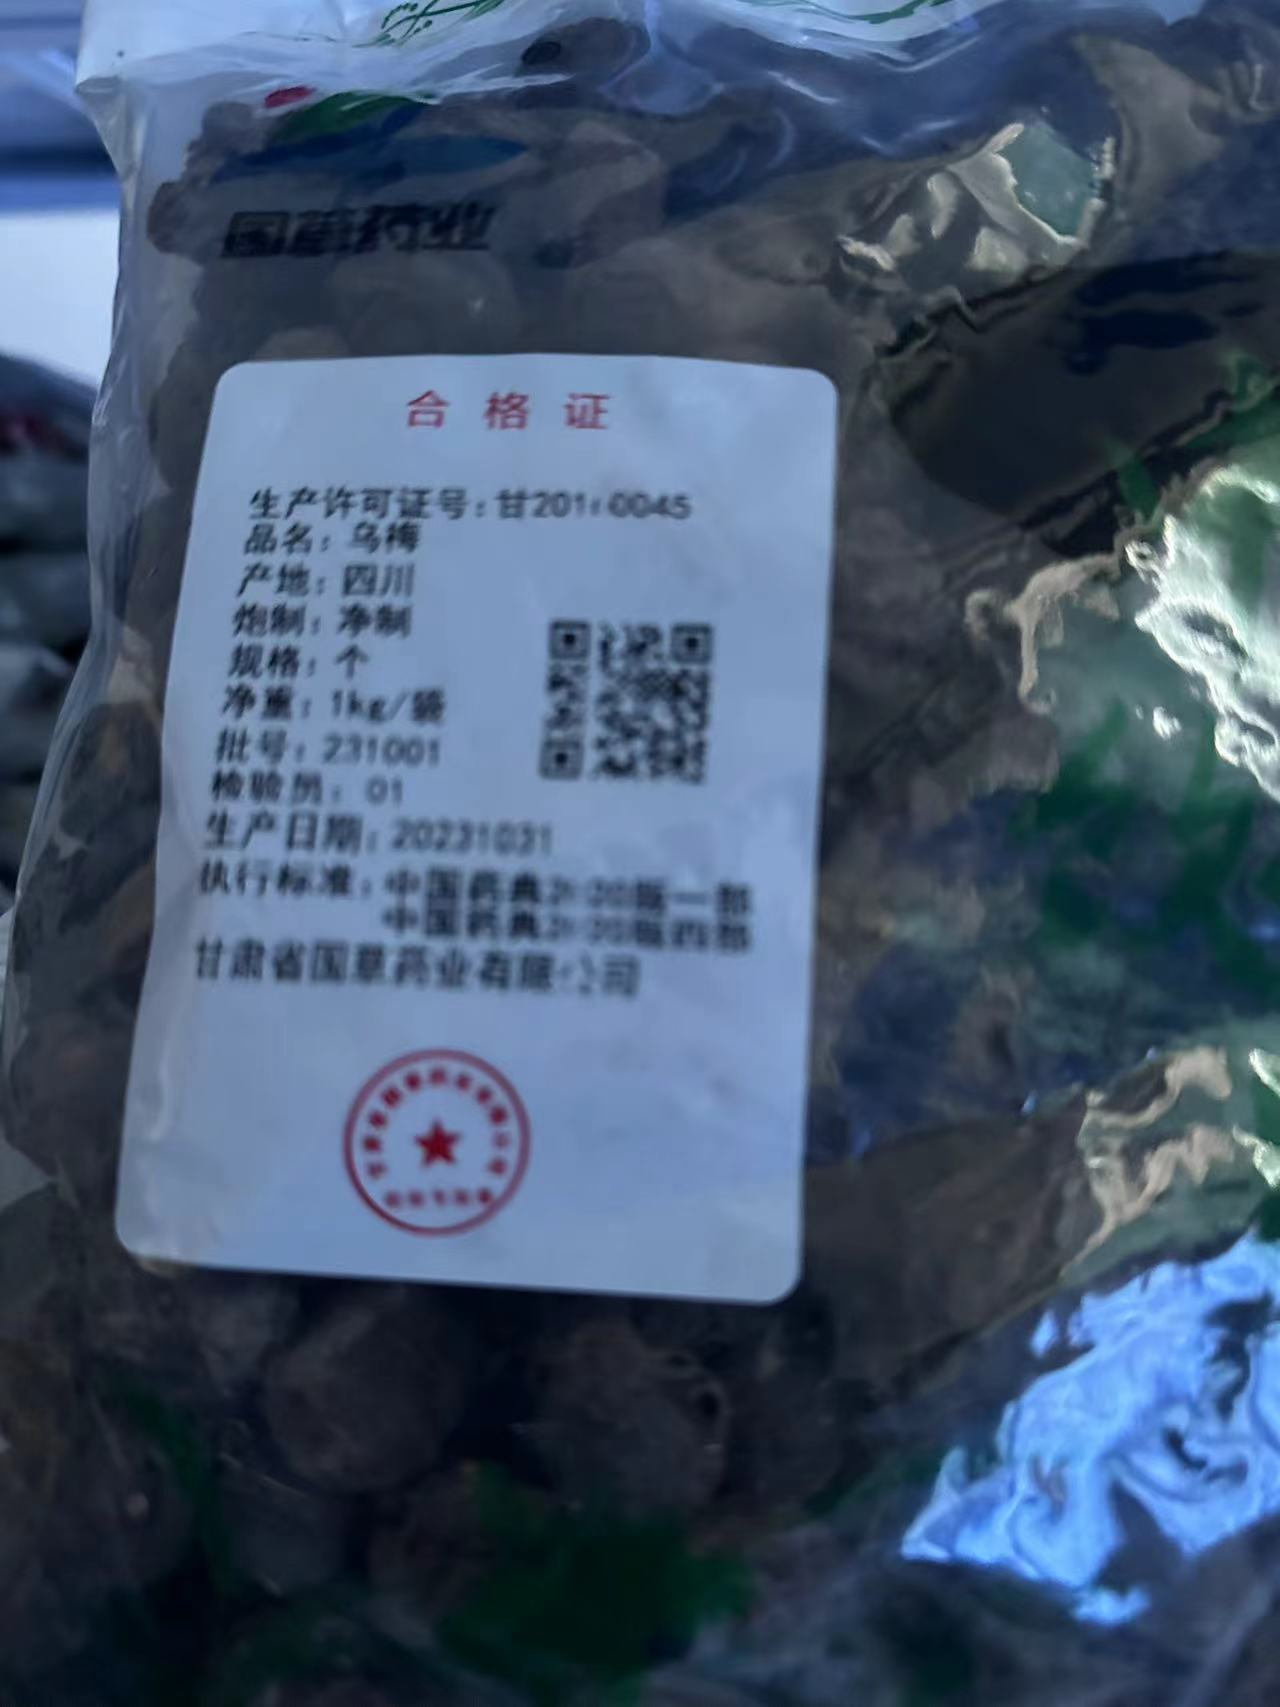 国草药业
合格证
生产许可证号:甘20160045
品名:乌梅
产地:四川
炮制:净制
规格:个
净重:1kg/袋
批号:231001
检验员:01
生产日期:20231031
执行标准:中国药典2020版一部
中国药典2020版四部
甘肃省国草药业有限公司